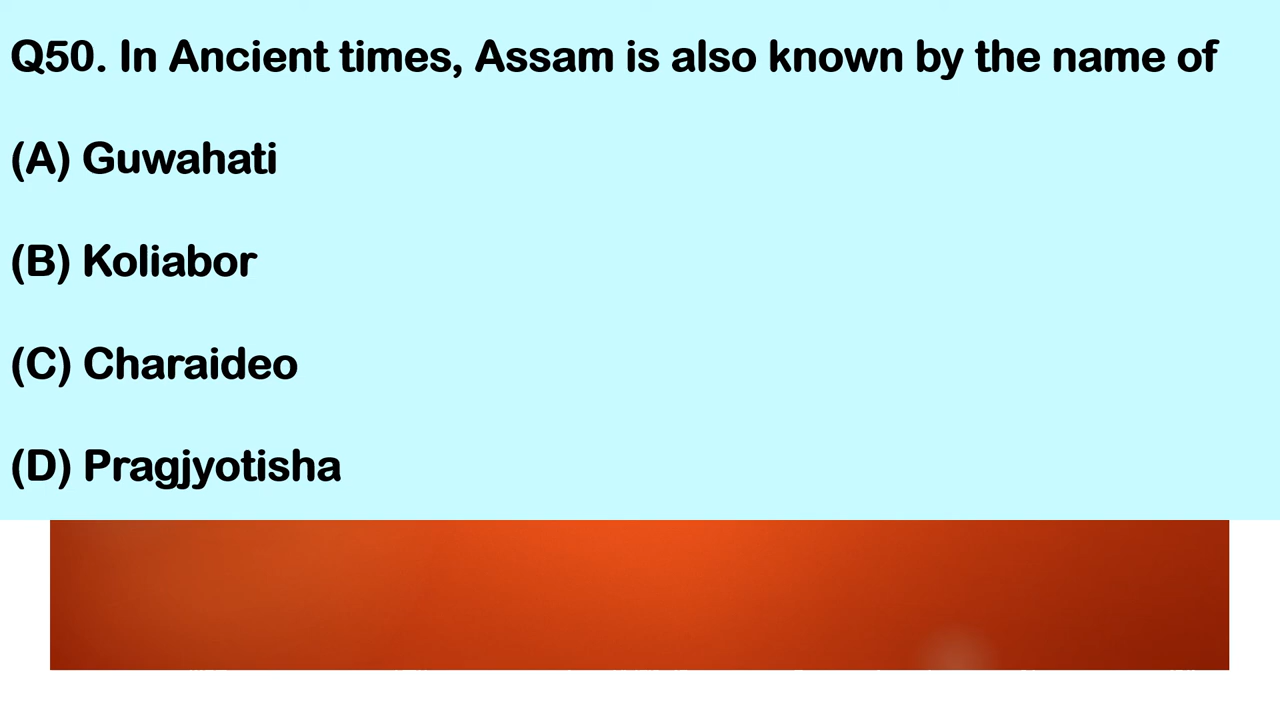 Q50. In Ancient times, Assam is also known by the name of
(A) Guwahati
(B) Koliabor
(C) Charaideo
(D) Pragjyotisha